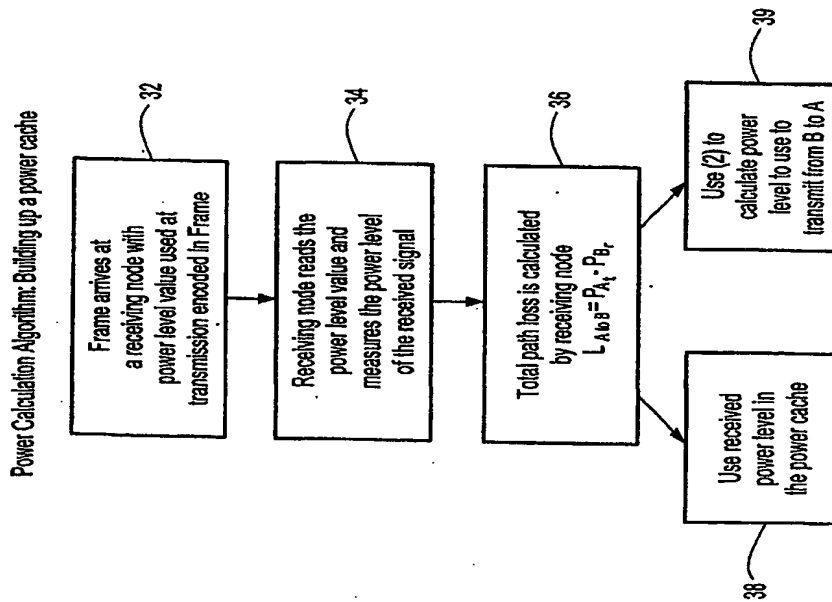 Power Calculation Algorithm: Building up a power cache
32
Frame arrives at
a receiving node with
power level value used at
transmission encoded in Frame
34
Receiving node reads the
power level value and
measures the power level
of the received signal
36
Total path loss is calculated
by receiving node
L A to B = P A t - P B r
38
Use received
power level in
the power cache
39
Use (2) to
calculate power
level to use to
transmit from B to A